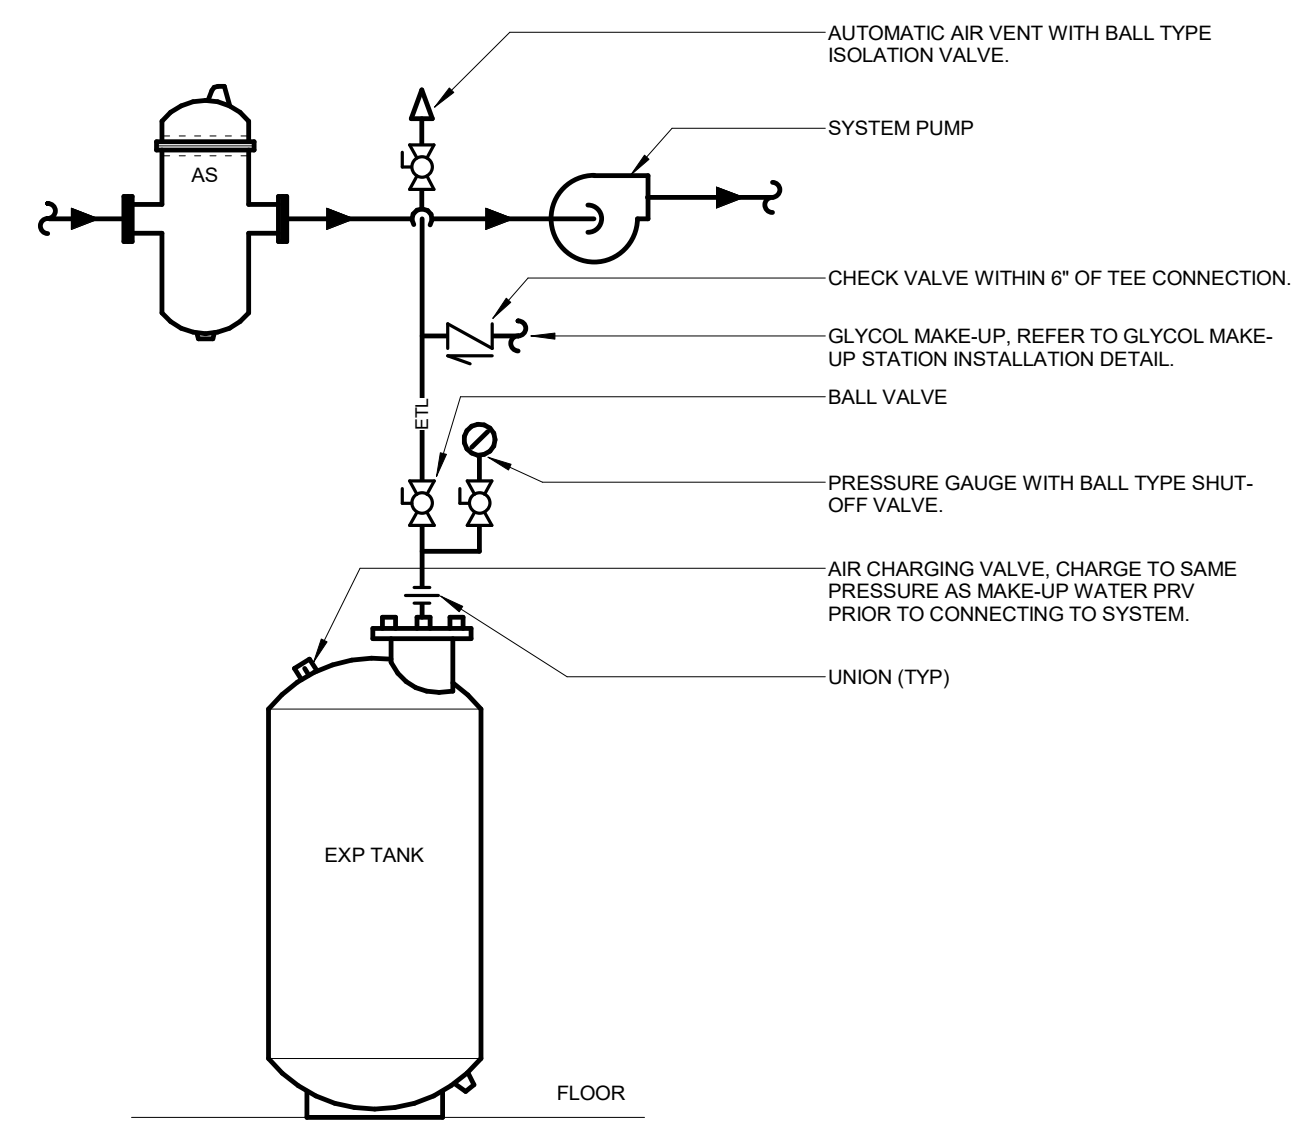 AUTOMATIC AIR VENT WITH BALL TYPE
ISOLATION VALVE.
SYSTEM PUMP
AS
CHECK VALVE WITHIN 6" OF TEE CONNECTION.
GLYCOL MAKE-UP, REFER TO GLYCOL MAKE-
UP STATION INSTALLATION DETAIL.
BALL VALVE
ETL
PRESSURE GAUGE WITH BALL TYPE SHUT-
OFF VALVE.
AIR CHARGING VALVE, CHARGE TO SAME
PRESSURE AS MAKE-UP WATER PRV
PRIOR TO CONNECTING TO SYSTEM.
UNION (TYP)
EXP TANK
FLOOR